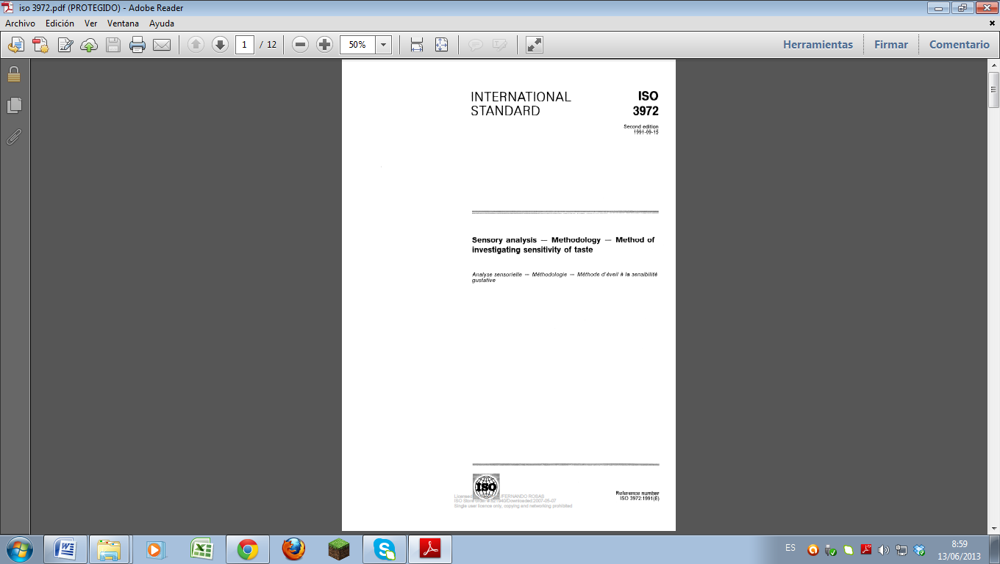 iso 3972.pdf (PROTEGIDO) - Adobe Reader
Archivo Edición Ver Ventana Ayuda
1 / 12 50% Herramientas Firmar Comentario
INTERNATIONAL
STANDARD
ISO
3972
Second edition
1991-09-15
Sensory analysis — Methodology — Method of
investigating sensitivity of taste
Analyse sensorielle — Méthodologie — Méthode d'éveil à la sensibilité
gustative
ISO
Licensed /FERNANDO ROSAS
ISO Store /Downloaded:2007-05-07
Single user licence only, copying and networking prohibited
Reference number
ISO 3972:1991(E)
ES
8:59
13/06/2013